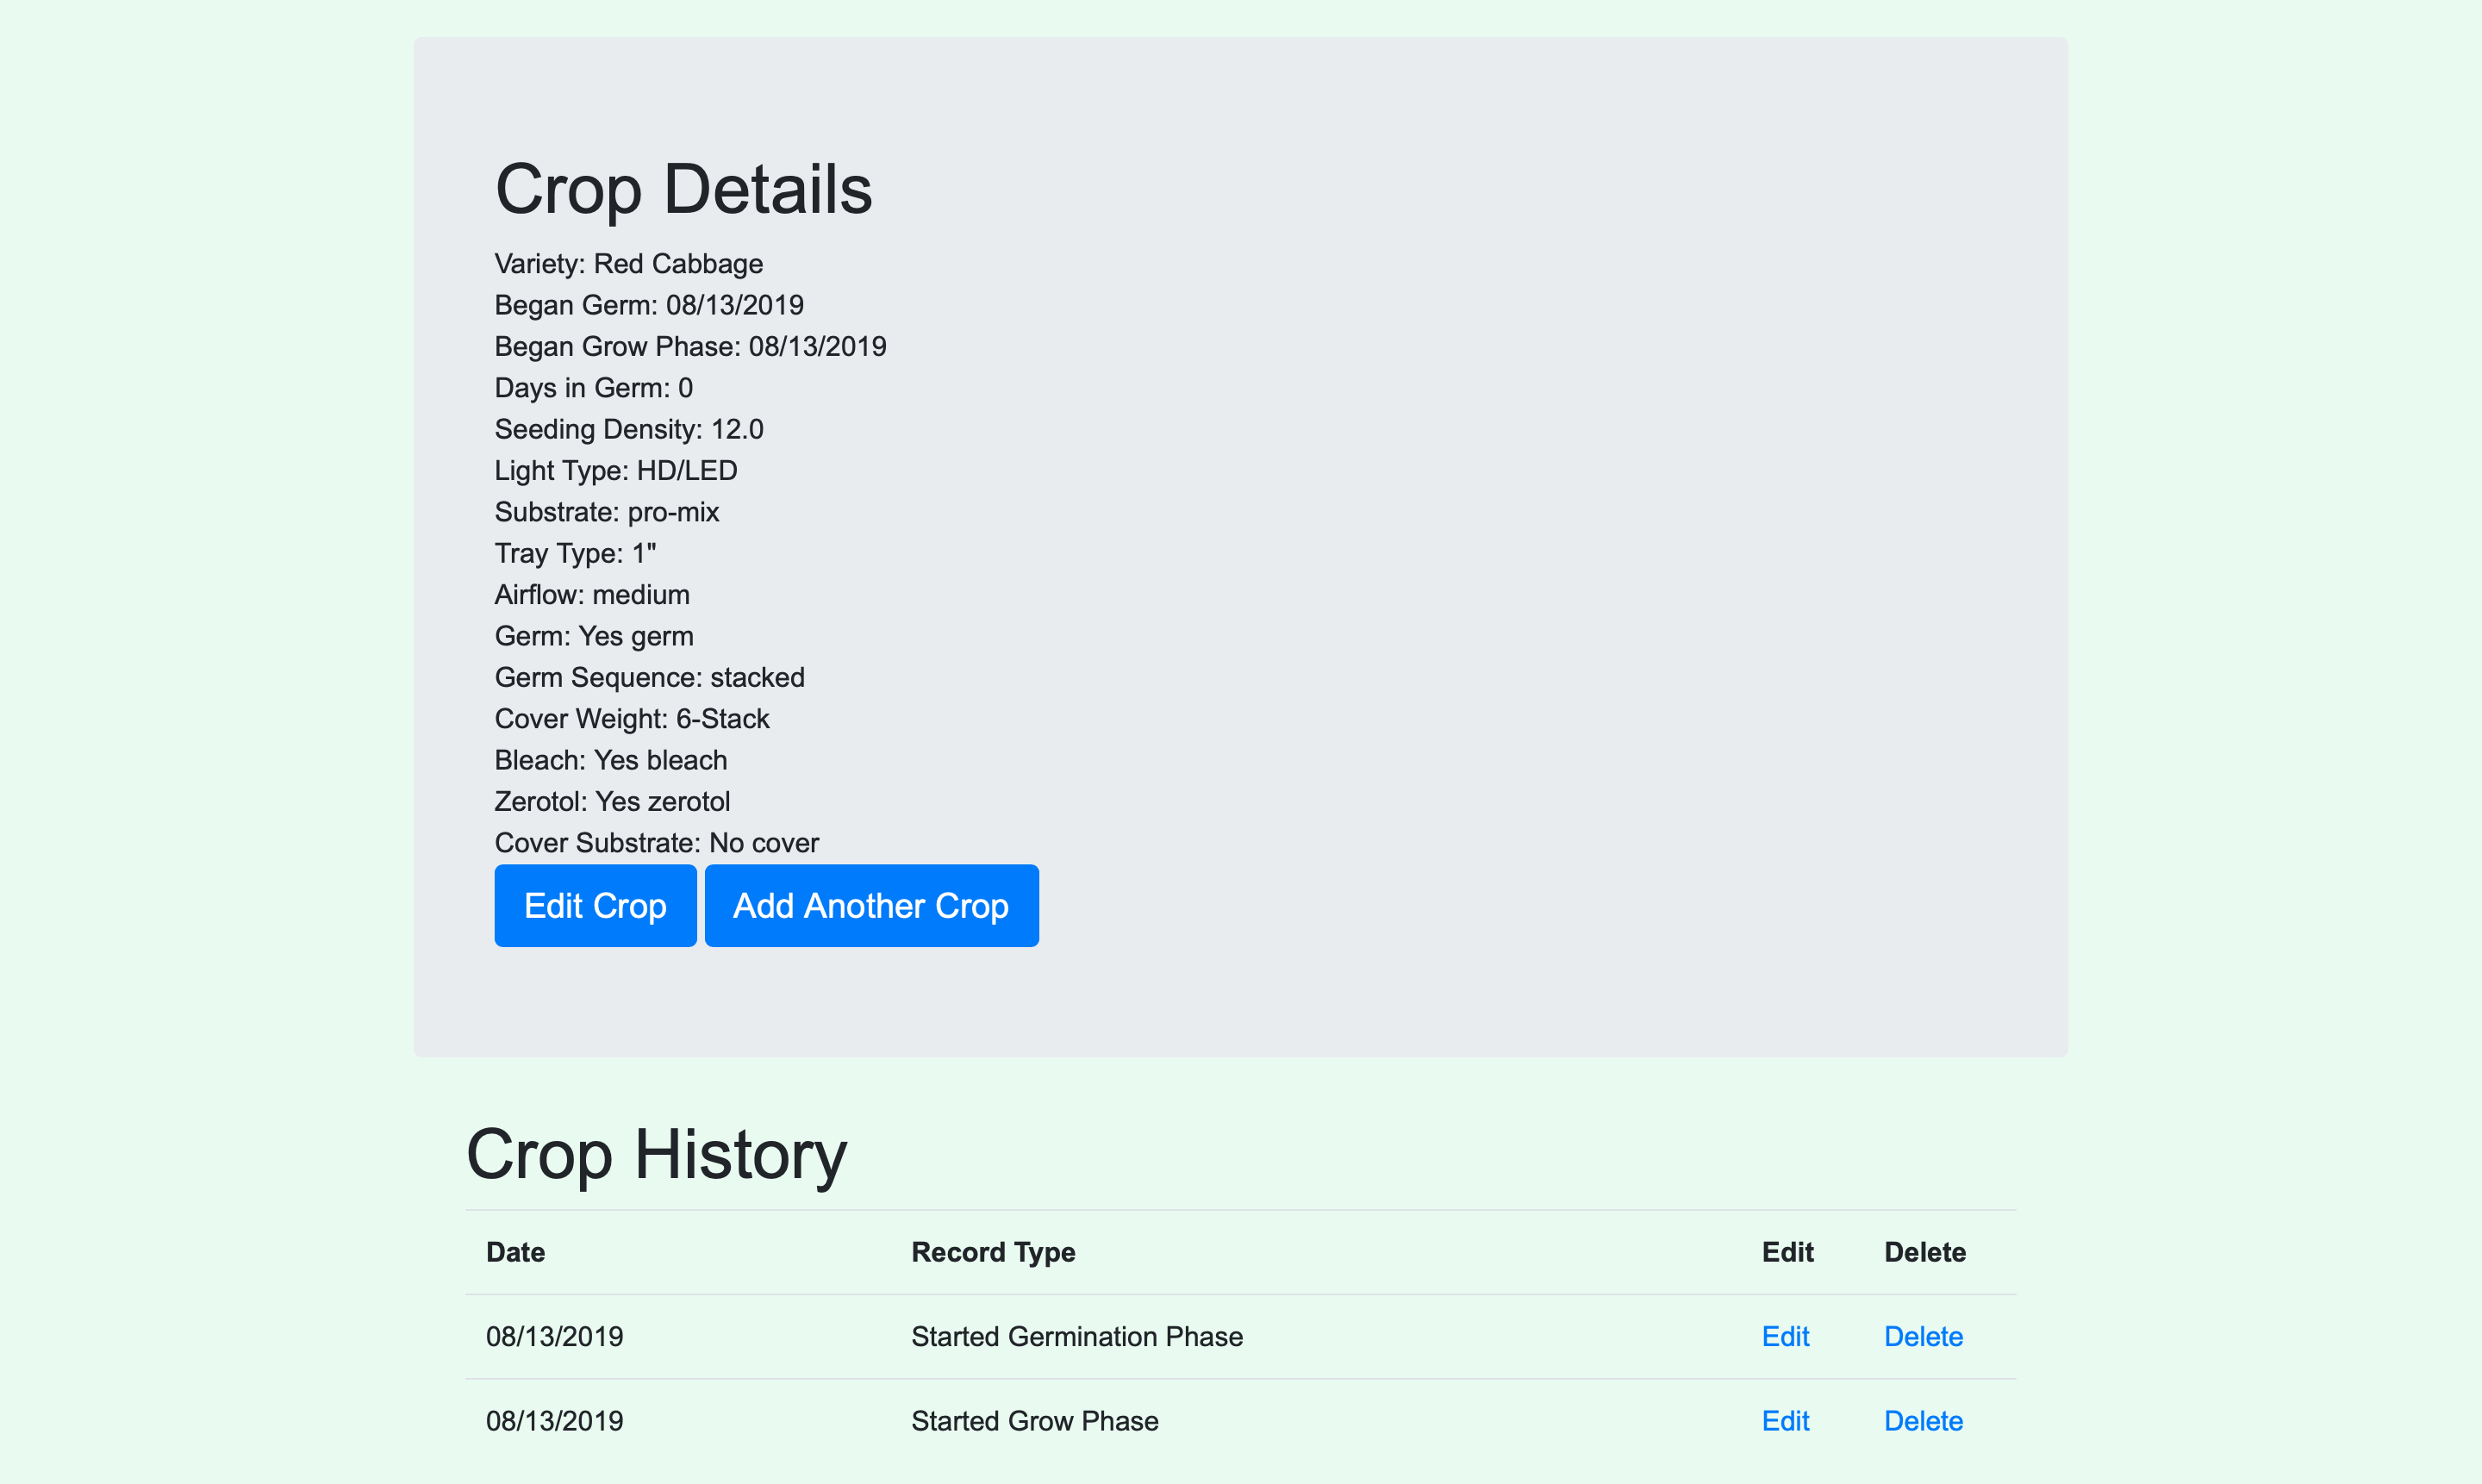 Crop Details
Variety: Red Cabbage
Began Germ: 08/13/2019
Began Grow Phase: 08/13/2019
Days in Germ: 0
Seeding Density: 12.0
Light Type: HD/LED
Substrate: pro-mix
Tray Type: 1"
Airflow: medium
Germ: Yes germ
Germ Sequence: stacked
Cover Weight: 6-Stack
Bleach: Yes bleach
Zerotol: Yes zerotol
Cover Substrate: No cover
Edit Crop Add Another Crop
Crop History
Date Record Type Edit Delete
08/13/2019 Started Germination Phase Edit Delete
08/13/2019 Started Grow Phase Edit Delete